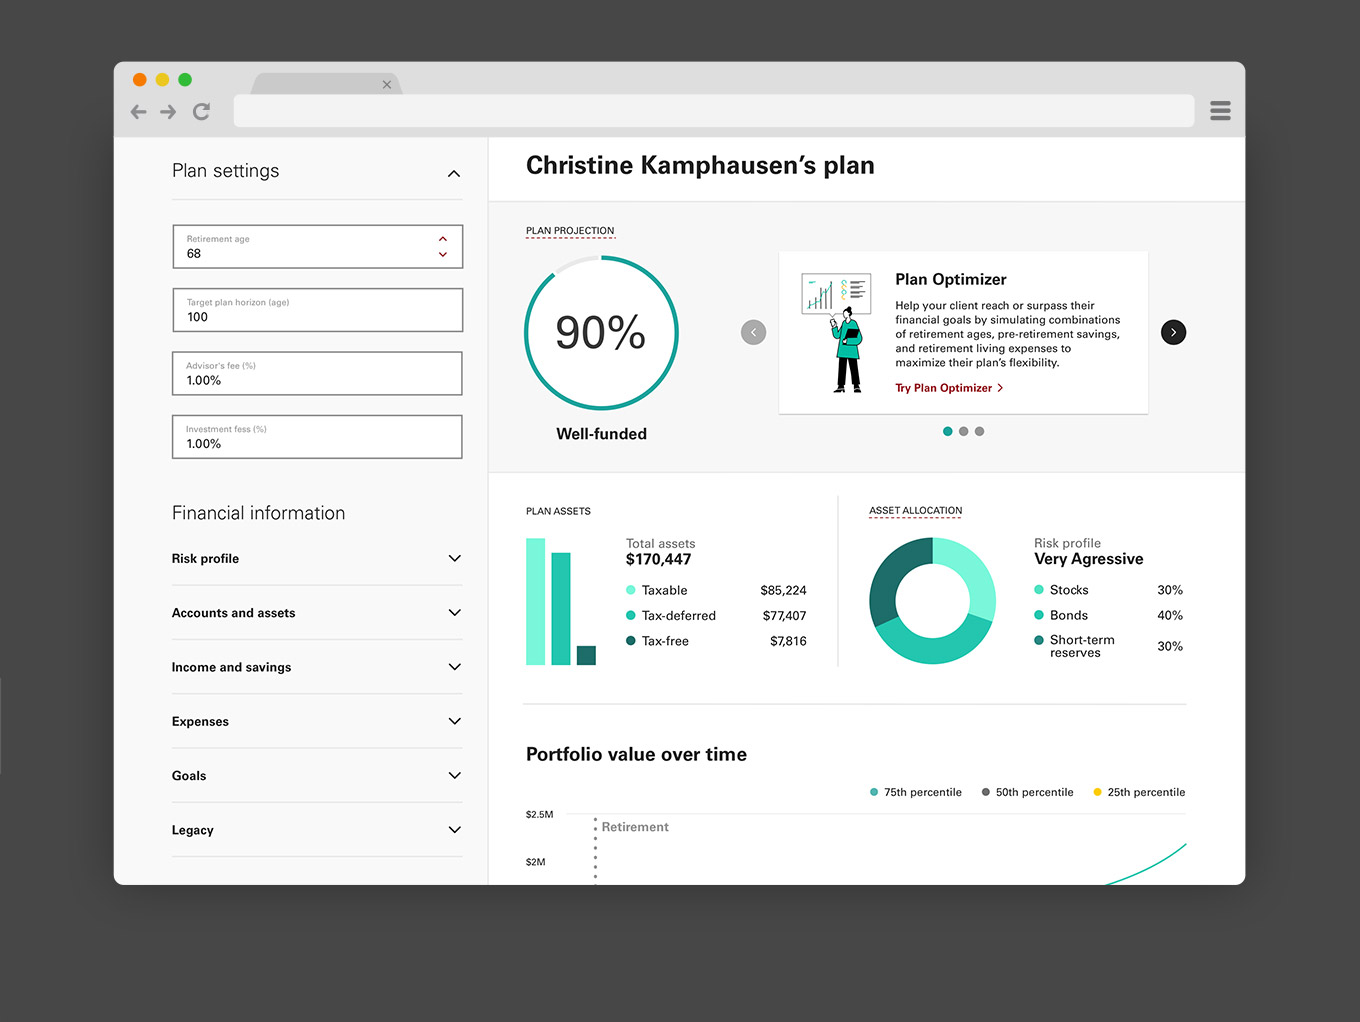 Plan settings
Retirement age
68
Target plan horizon (age)
100
Advisor's fee (%)
1.00%
Investment fess (%)
1.00%
Financial information
Risk profile
Accounts and assets
Income and savings
Expenses
Goals
Legacy
Christine Kamphausen’s plan
PLAN PROJECTION
90%
Well-funded
Plan Optimizer
Help your client reach or surpass their
financial goals by simulating combinations
of retirement ages, pre-retirement savings,
and retirement living expenses to
maximize their plan’s flexibility.
Try Plan Optimizer
PLAN ASSETS
Total assets
$170,447
Taxable $85,224
Tax-deferred $77,407
Tax-free $7,816
ASSET ALLOCATION
Risk profile
Very Agressive
Stocks 30%
Bonds 40%
Short-term
reserves 30%
Portfolio value over time
75th percentile 50th percentile 25th percentile
$2.5M
Retirement
$2M